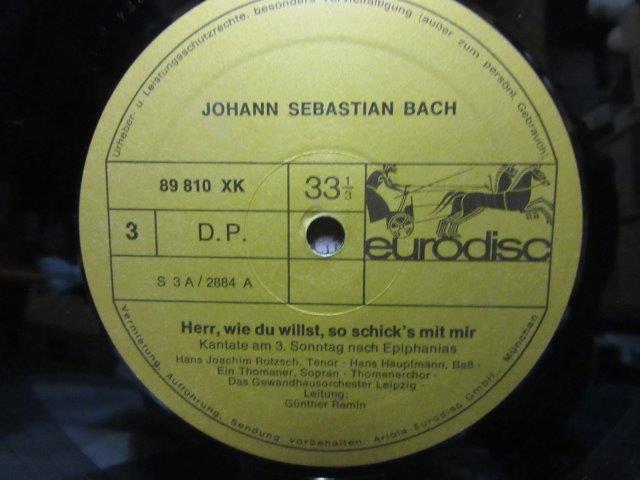 Urheber- u. Leistungsschutzrechte, besonders Vervielfältigung (außer zum persönl. Gebrauch)
JOHANN SEBASTIAN BACH
89 810 XK
33 1/3
3
D.P.
eurodisc
S 3 A / 2884 A
Herr, wie du willst, so schick's mit mir
Kantate am 3. Sonntag nach Epiphanias
Hans Joachim Rotzsch, Tenor · Hans Hauptmann, Baß ·
Ein Thomaner, Sopran · Thomanerchor ·
Das Gewandhausorchester Leipzig ·
Leitung:
Günther Ramin
Vermietung, Aufführung, Sendung vorbehalten. Ariola-Eurodisc GmbH., München